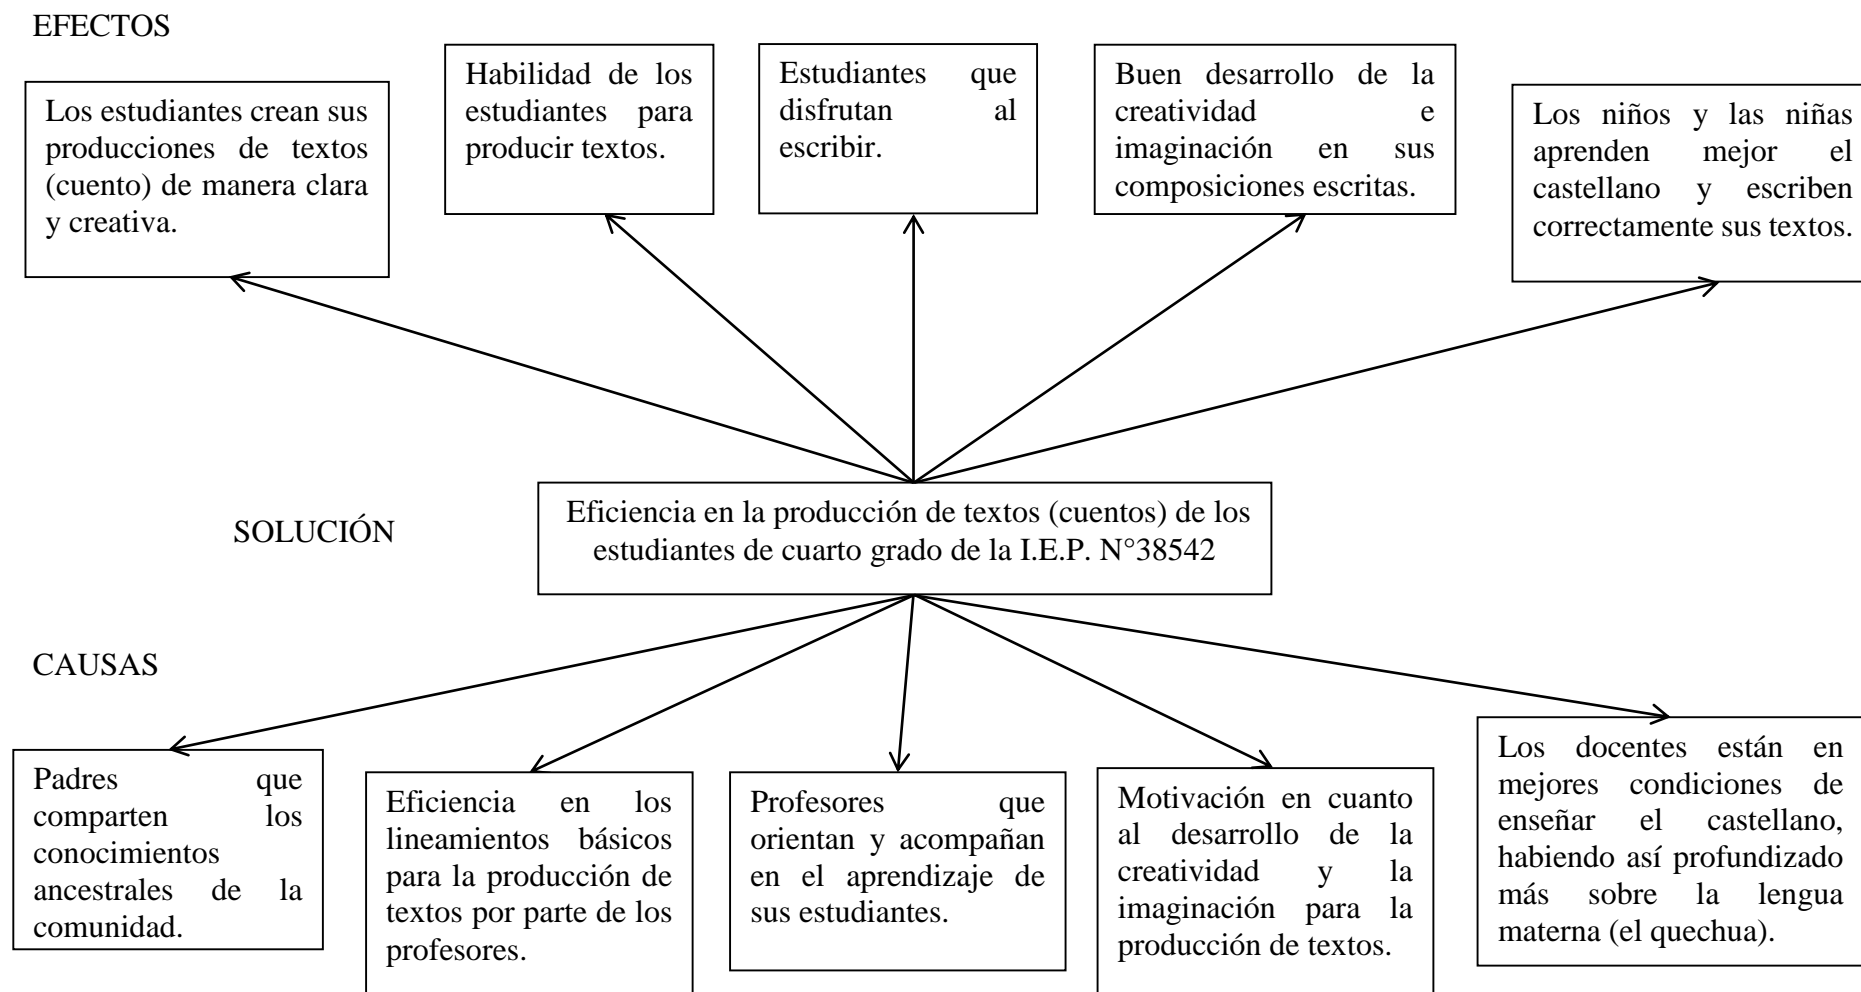 EFECTOS
Los estudiantes crean sus
producciones de textos
(cuento) de manera clara
y creativa.
Habilidad de los
estudiantes para
producir textos.
Estudiantes que
disfrutan al
escribir.
Buen desarrollo de la
creatividad e
imaginación en sus
composiciones escritas.
Los niños y las niñas
aprenden mejor el
castellano y escriben
correctamente sus textos.
SOLUCIÓN
Eficiencia en la producción de textos (cuentos) de los
estudiantes de cuarto grado de la I.E.P. N°38542
CAUSAS
Padres que
comparten los
conocimientos
ancestrales de la
comunidad.
Eficiencia en los
lineamientos básicos
para la producción de
textos por parte de los
profesores.
Profesores que
orientan y acompañan
en el aprendizaje de
sus estudiantes.
Motivación en cuanto
al desarrollo de la
creatividad y la
imaginación para la
producción de textos.
Los docentes están en
mejores condiciones de
enseñar el castellano,
habiendo así profundizado
más sobre la lengua
materna (el quechua).